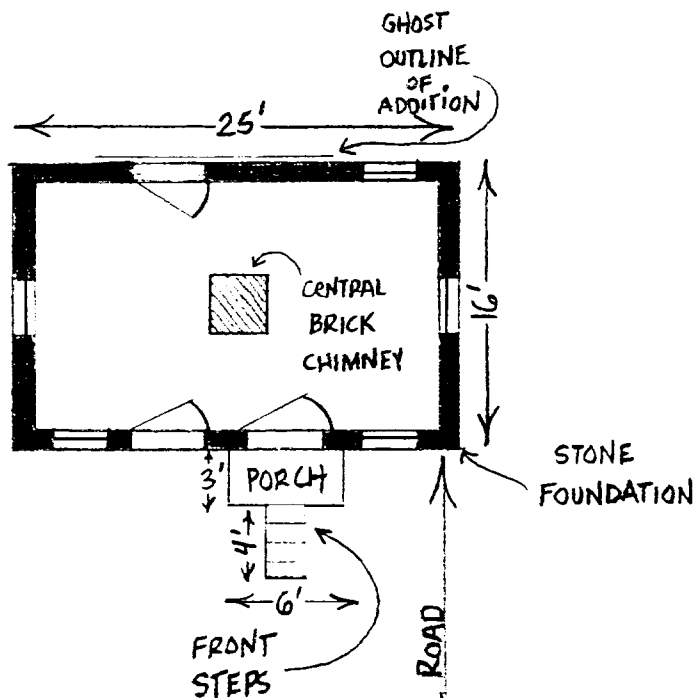 GHOST
OUTLINE
OF
ADDITION
25'
CENTRAL
BRICK
CHIMNEY
16'
3'
PORCH
STONE
FOUNDATION
4'
6'
FRONT
STEPS
ROAD